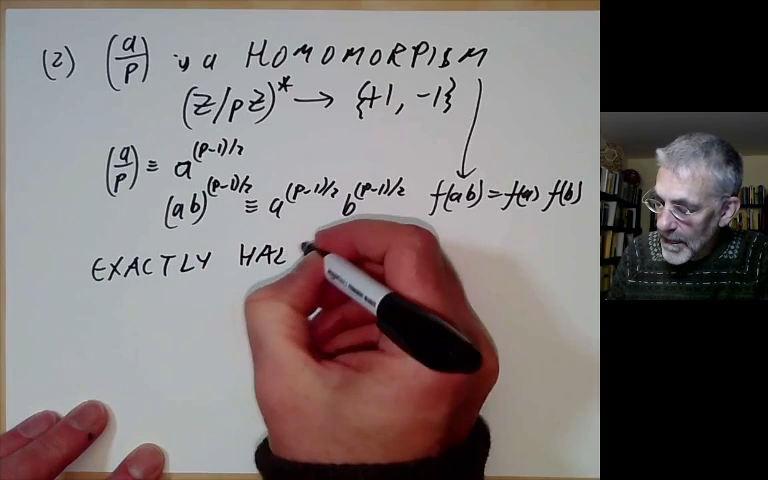 (2) (a/p) is a HOMOMORPISM
(Z/pZ)* → {+1, -1}
(a/p) ≡ a^(p-1)/2
(ab)^(p-1)/2 ≡ a^(p-1)/2 b^(p-1)/2 f(ab) = f(a) f(b)
EXACTLY HAL